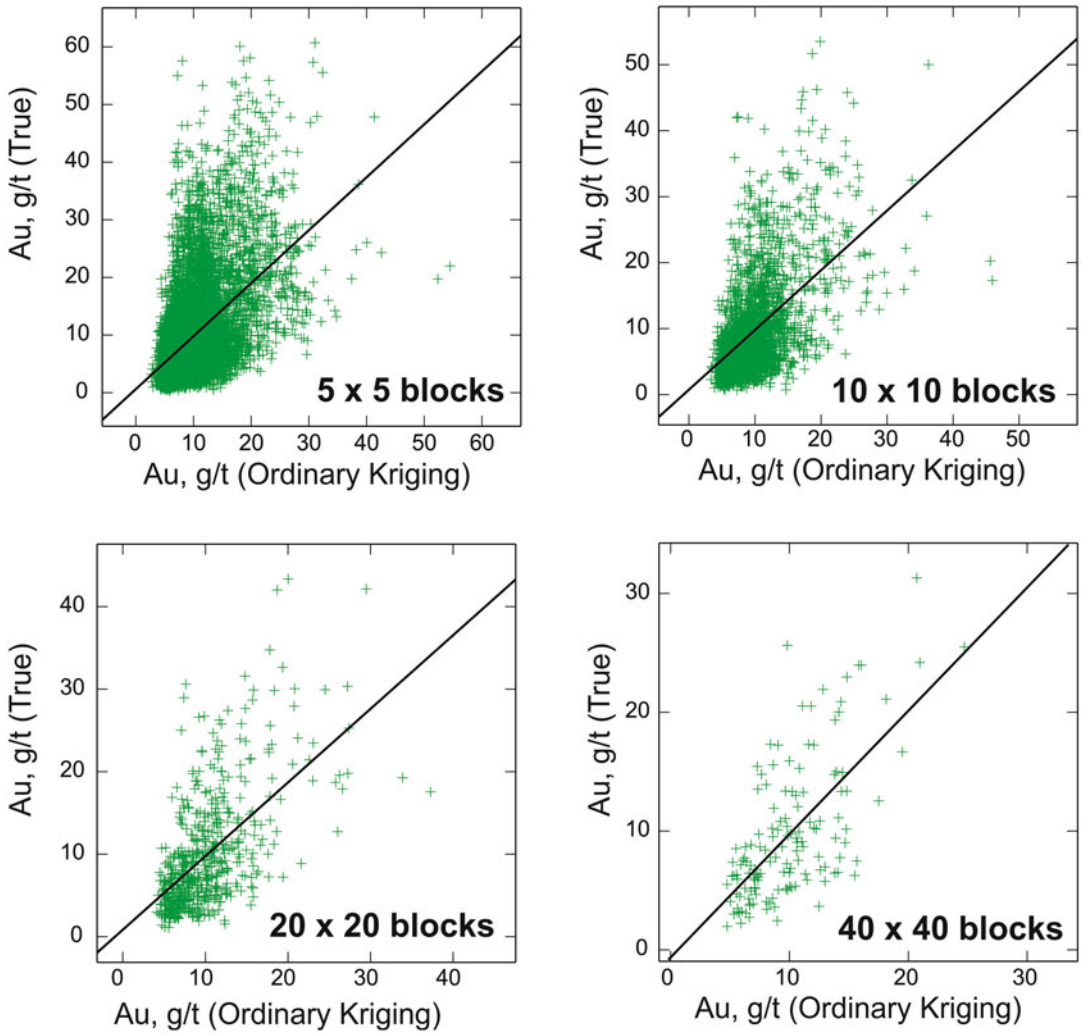 60
50
40
30
20
10
0
Au, g/t (True)
5 x 5 blocks
0 10 20 30 40 50 60
Au, g/t (Ordinary Kriging)
50
40
30
20
10
0
Au, g/t (True)
10 x 10 blocks
0 10 20 30 40 50
Au, g/t (Ordinary Kriging)
40
30
20
10
0
Au, g/t (True)
20 x 20 blocks
0 10 20 30 40
Au, g/t (Ordinary Kriging)
30
20
10
0
Au, g/t (True)
40 x 40 blocks
0 10 20 30
Au, g/t (Ordinary Kriging)